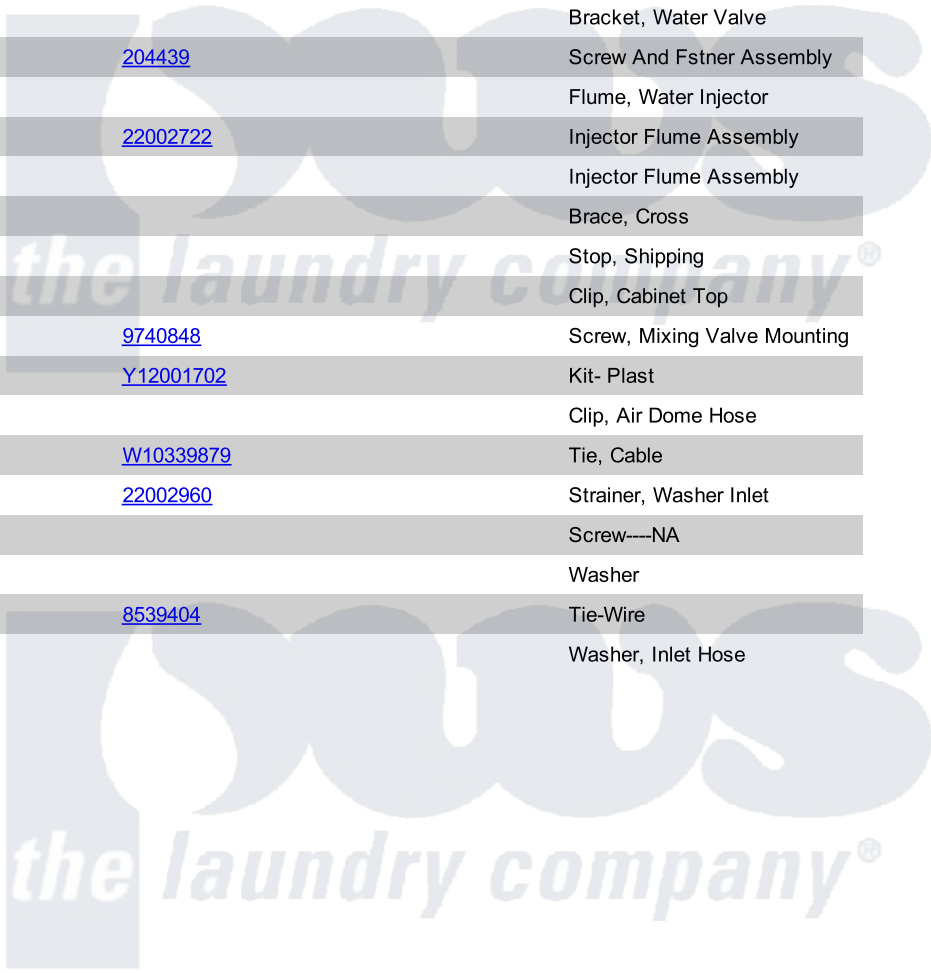 Bracket, Water Valve
204439 Screw And Fstner Assembly
Flume, Water Injector
22002722 Injector Flume Assembly
Injector Flume Assembly
Brace, Cross
Stop, Shipping
the laundry company®
Clip, Cabinet Top
9740848 Screw, Mixing Valve Mounting
Y12001702 Kit- Plast
Clip, Air Dome Hose
W10339879 Tie, Cable
22002960 Strainer, Washer Inlet
Screw----NA
Washer
8539404 Tie-Wire
Washer, Inlet Hose
pws
the laundry company®